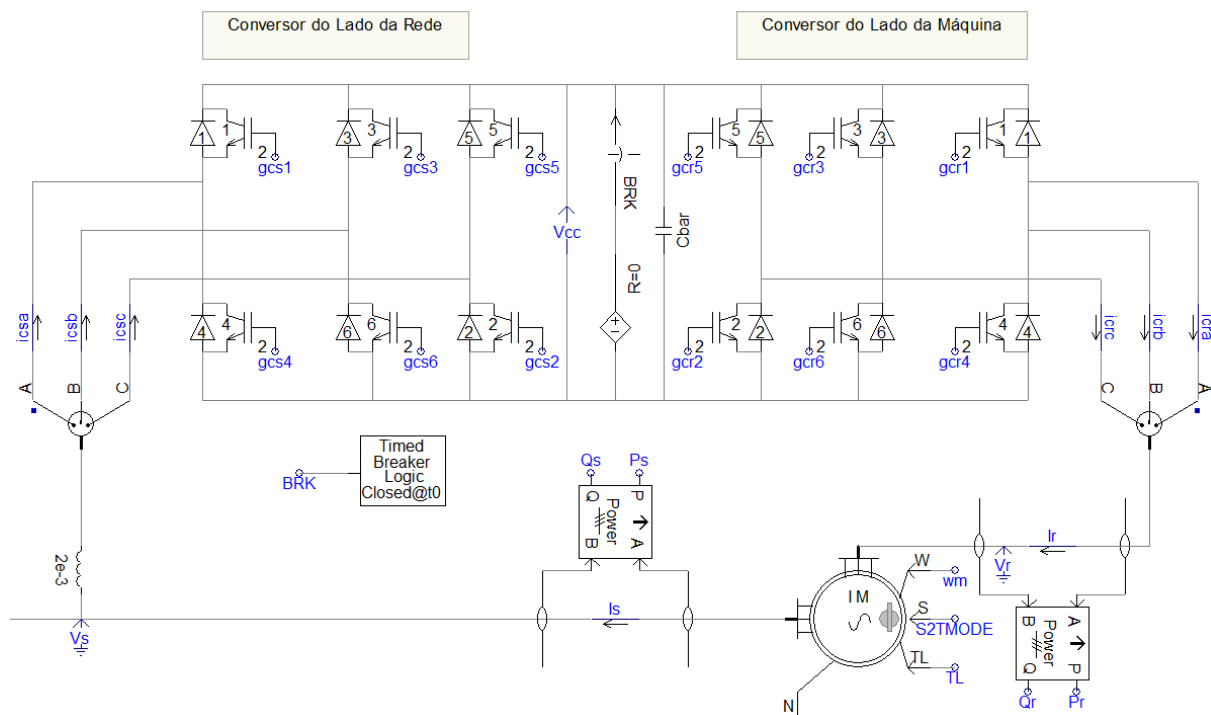 Conversor do Lado da Rede
Conversor do Lado da Máquina
1 1 2 gcs1
3 3 2 gcs3
5 5 2 gcs5
Vcc
BRK
R=0
Cbar
5 5 2 gcr5
3 3 2 gcr3
1 1 2 gcr1
4 4 2 gcs4
6 6 2 gcs6
2 2 2 gcs2
2 2 2 gcr2
6 6 2 gcr6
4 4 2 gcr4
icsa
icsb
icsc
A
B
C
icrc
icrb
icra
C
B
A
BRK
Timed
Breaker
Logic
Closed@t0
Qs
Ps
Q
P
Power
B
A
2e-3
Vs
Is
IM
W
wm
S
S2TMODE
TL
TL
N
Ir
Vr
B
A
Power
Q
P
Qr
Pr